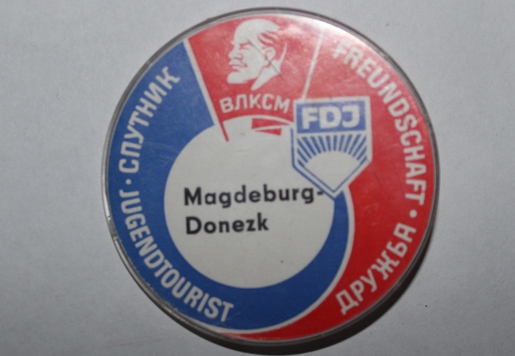 СПУТНИК · JUGENDTOURIST
ВЛКСМ
FDJ
FREUNDSCHAFT · ДРУЖБА
Magdeburg-
Donezk